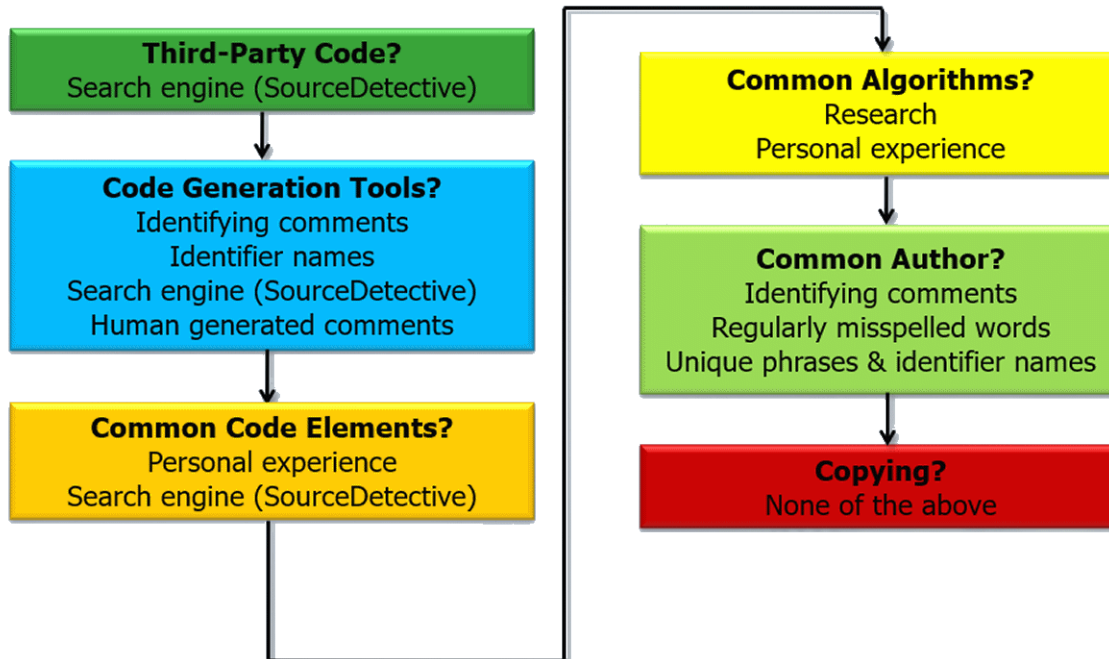 Third-Party Code?
Search engine (SourceDetective)
Code Generation Tools?
Identifying comments
Identifier names
Search engine (SourceDetective)
Human generated comments
Common Code Elements?
Personal experience
Search engine (SourceDetective)
Common Algorithms?
Research
Personal experience
Common Author?
Identifying comments
Regularly misspelled words
Unique phrases & identifier names
Copying?
None of the above